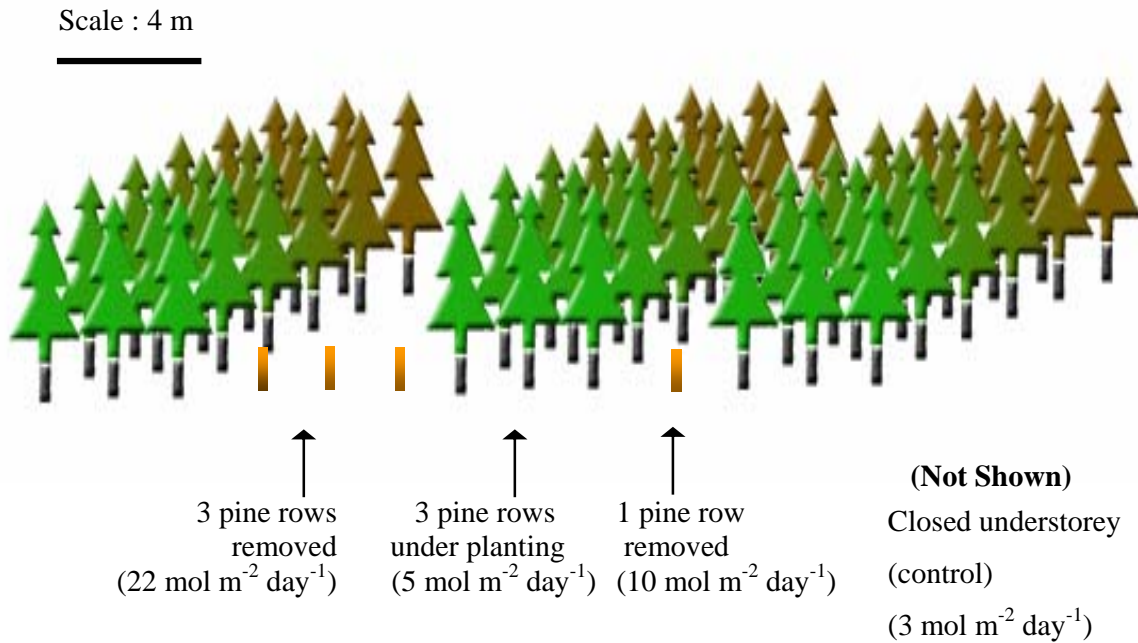 Scale : 4 m
3 pine rows
removed
(22 mol m⁻² day⁻¹)
3 pine rows
under planting
(5 mol m⁻² day⁻¹)
1 pine row
removed
(10 mol m⁻² day⁻¹)
(Not Shown)
Closed understorey
(control)
(3 mol m⁻² day⁻¹)